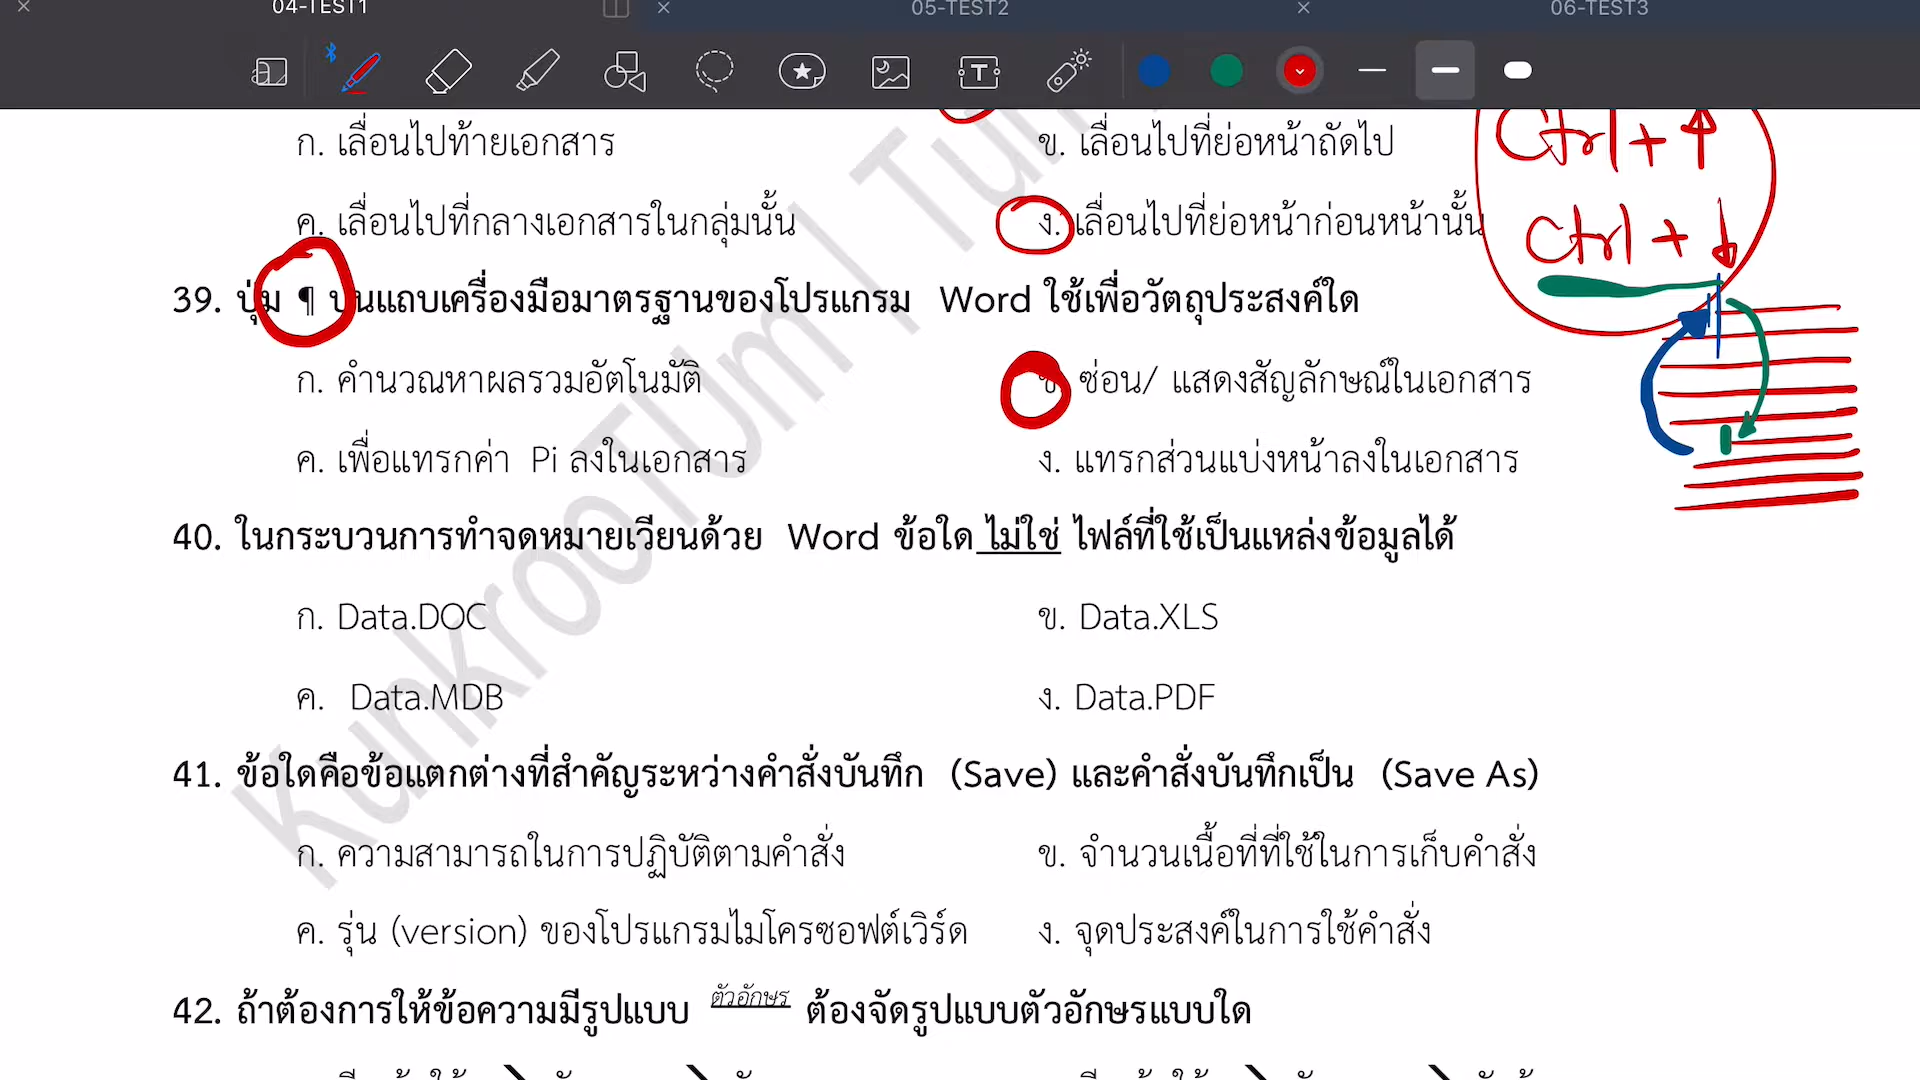 04-TEST1
05-TEST2
06-TEST3
ก. เลื่อนไปท้ายเอกสาร
ข. เลื่อนไปที่ย่อหน้าถัดไป
Ctrl + ↑
ค. เลื่อนไปที่กลางเอกสารในกลุ่มนั้น
ง. เลื่อนไปที่ย่อหน้าก่อนหน้านั้น
Ctrl + ↓
39. ปุ่ม ¶ บนแถบเครื่องมือมาตรฐานของโปรแกรม Word ใช้เพื่อวัตถุประสงค์ใด
ก. คำนวณหาผลรวมอัตโนมัติ
ข. ซ่อน/ แสดงสัญลักษณ์ในเอกสาร
ค. เพื่อแทรกค่า Pi ลงในเอกสาร
ง. แทรกส่วนแบ่งหน้าลงในเอกสาร
40. ในกระบวนการทำจดหมายเวียนด้วย Word ข้อใด ไม่ใช่ ไฟล์ที่ใช้เป็นแหล่งข้อมูลได้
ก. Data.DOC
ข. Data.XLS
ค. Data.MDB
ง. Data.PDF
41. ข้อใดคือข้อแตกต่างที่สำคัญระหว่างคำสั่งบันทึก (Save) และคำสั่งบันทึกเป็น (Save As)
ก. ความสามารถในการปฏิบัติตามคำสั่ง
ข. จำนวนเนื้อที่ที่ใช้ในการเก็บคำสั่ง
ค. รุ่น (version) ของโปรแกรมไมโครซอฟต์เวิร์ด
ง. จุดประสงค์ในการใช้คำสั่ง
42. ถ้าต้องการให้ข้อความมีรูปแบบ ตัวอักษร ต้องจัดรูปแบบตัวอักษรแบบใด
KunkrooTUm | Tum